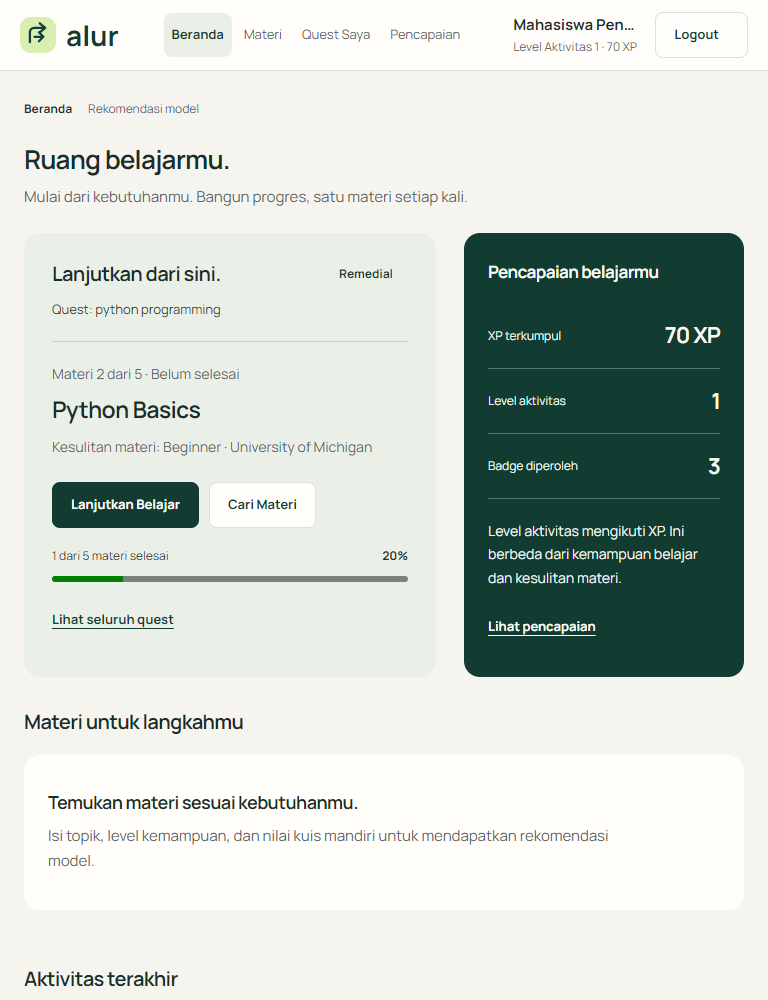 alur
Beranda
Materi
Quest Saya
Pencapaian
Mahasiswa Pen...
Level Aktivitas 1 · 70 XP
Logout
Beranda
Rekomendasi model
Ruang belajarmu.
Mulai dari kebutuhanmu. Bangun progres, satu materi setiap kali.
Lanjutkan dari sini.
Remedial
Quest: python programming
Materi 2 dari 5 · Belum selesai
Python Basics
Kesulitan materi: Beginner · University of Michigan
Lanjutkan Belajar
Cari Materi
1 dari 5 materi selesai
20%
Lihat seluruh quest
Pencapaian belajarmu
XP terkumpul
70 XP
Level aktivitas
1
Badge diperoleh
3
Level aktivitas mengikuti XP. Ini
berbeda dari kemampuan belajar
dan kesulitan materi.
Lihat pencapaian
Materi untuk langkahmu
Temukan materi sesuai kebutuhanmu.
Isi topik, level kemampuan, dan nilai kuis mandiri untuk mendapatkan rekomendasi
model.
Aktivitas terakhir